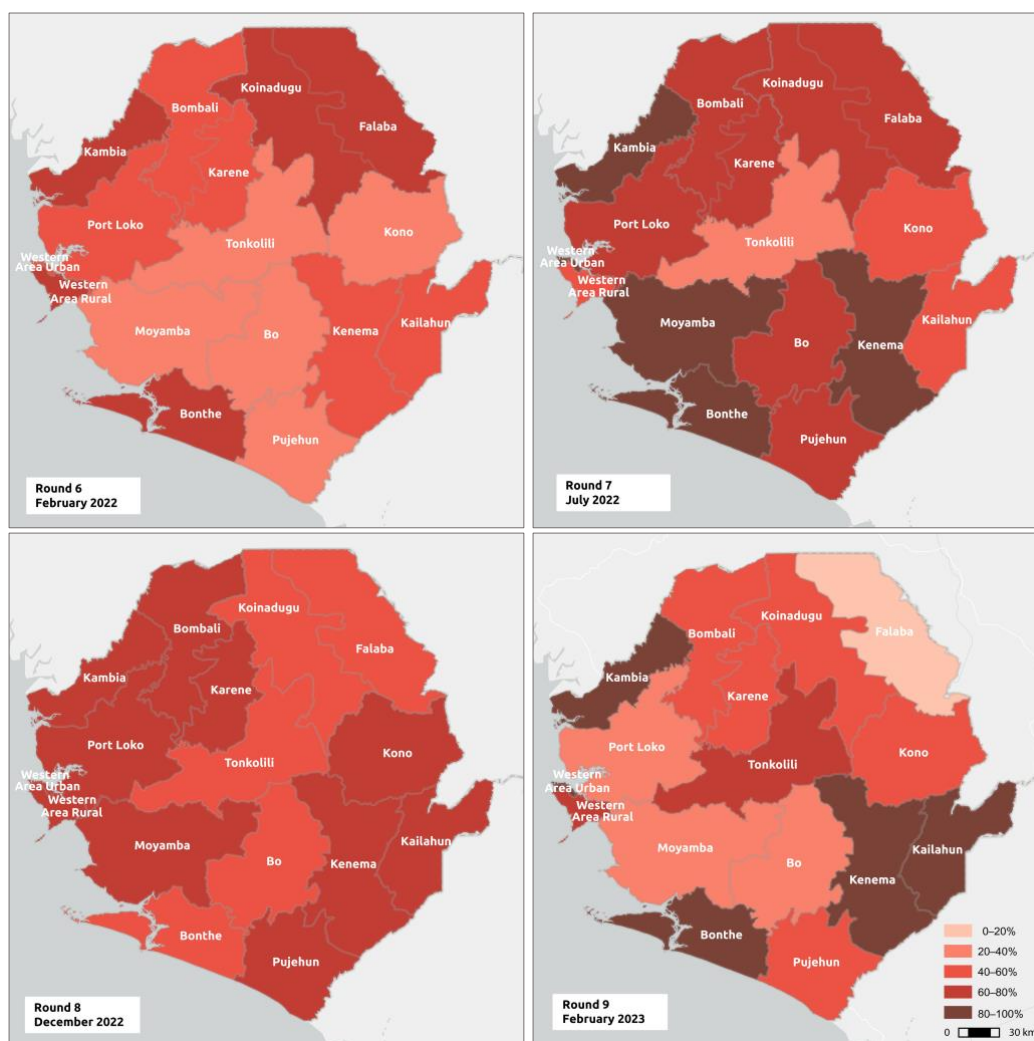 Bombali
Koinadugu
Falaba
Kambia
Karene
Port Loko
Kono
Tonkolili
Western
Area Urban
Western
Area Rural
Moyamba
Bo
Kenema
Kailahun
Bonthe
Pujehun
Round 6
February 2022
Koinadugu
Bombali
Falaba
Kambia
Karene
Port Loko
Kono
Tonkolili
Western
Area Urban
Western
Area Rural
Moyamba
Kailahun
Bo
Kenema
Bonthe
Pujehun
Round 7
July 2022
Koinadugu
Bombali
Falaba
Kambia
Karene
Port Loko
Kono
Tonkolili
Western
Area Urban
Western
Area Rural
Moyamba
Kailahun
Bo
Kenema
Bonthe
Pujehun
Round 8
December 2022
Koinadugu
Bombali
Falaba
Kambia
Karene
Port Loko
Kono
Tonkolili
Western
Area Urban
Western
Area Rural
Moyamba
Bo
Kailahun
Kenema
Bonthe
Pujehun
Round 9
February 2023
0–20%
20–40%
40–60%
60–80%
80–100%
0 30 km